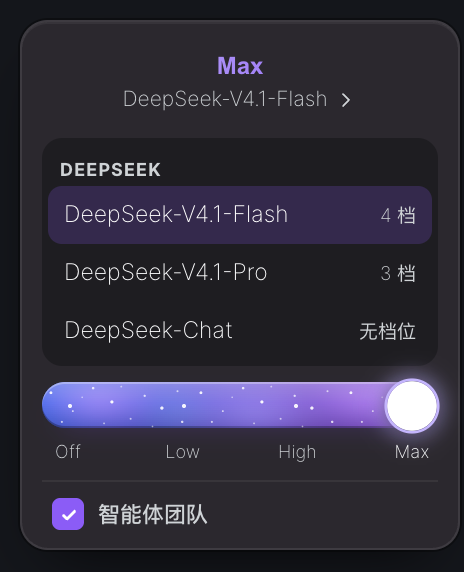 Max
DeepSeek-V4.1-Flash
DEEPSEEK
DeepSeek-V4.1-Flash 4 档
DeepSeek-V4.1-Pro 3 档
DeepSeek-Chat 无档位
Off Low High Max
智能体团队